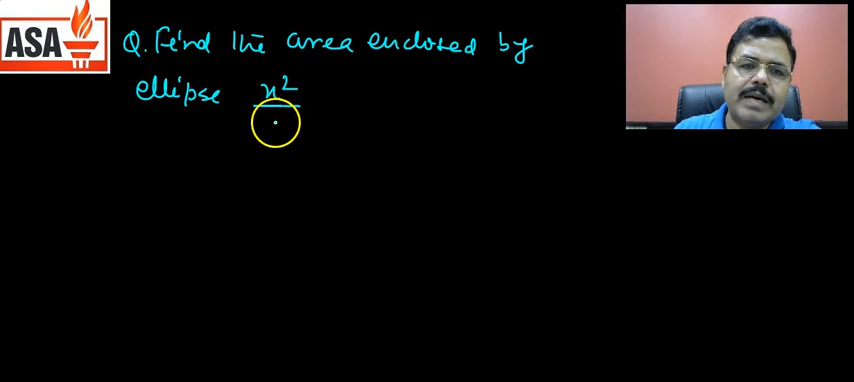 ASA
Q. Find the area enclosed by
ellipse x²